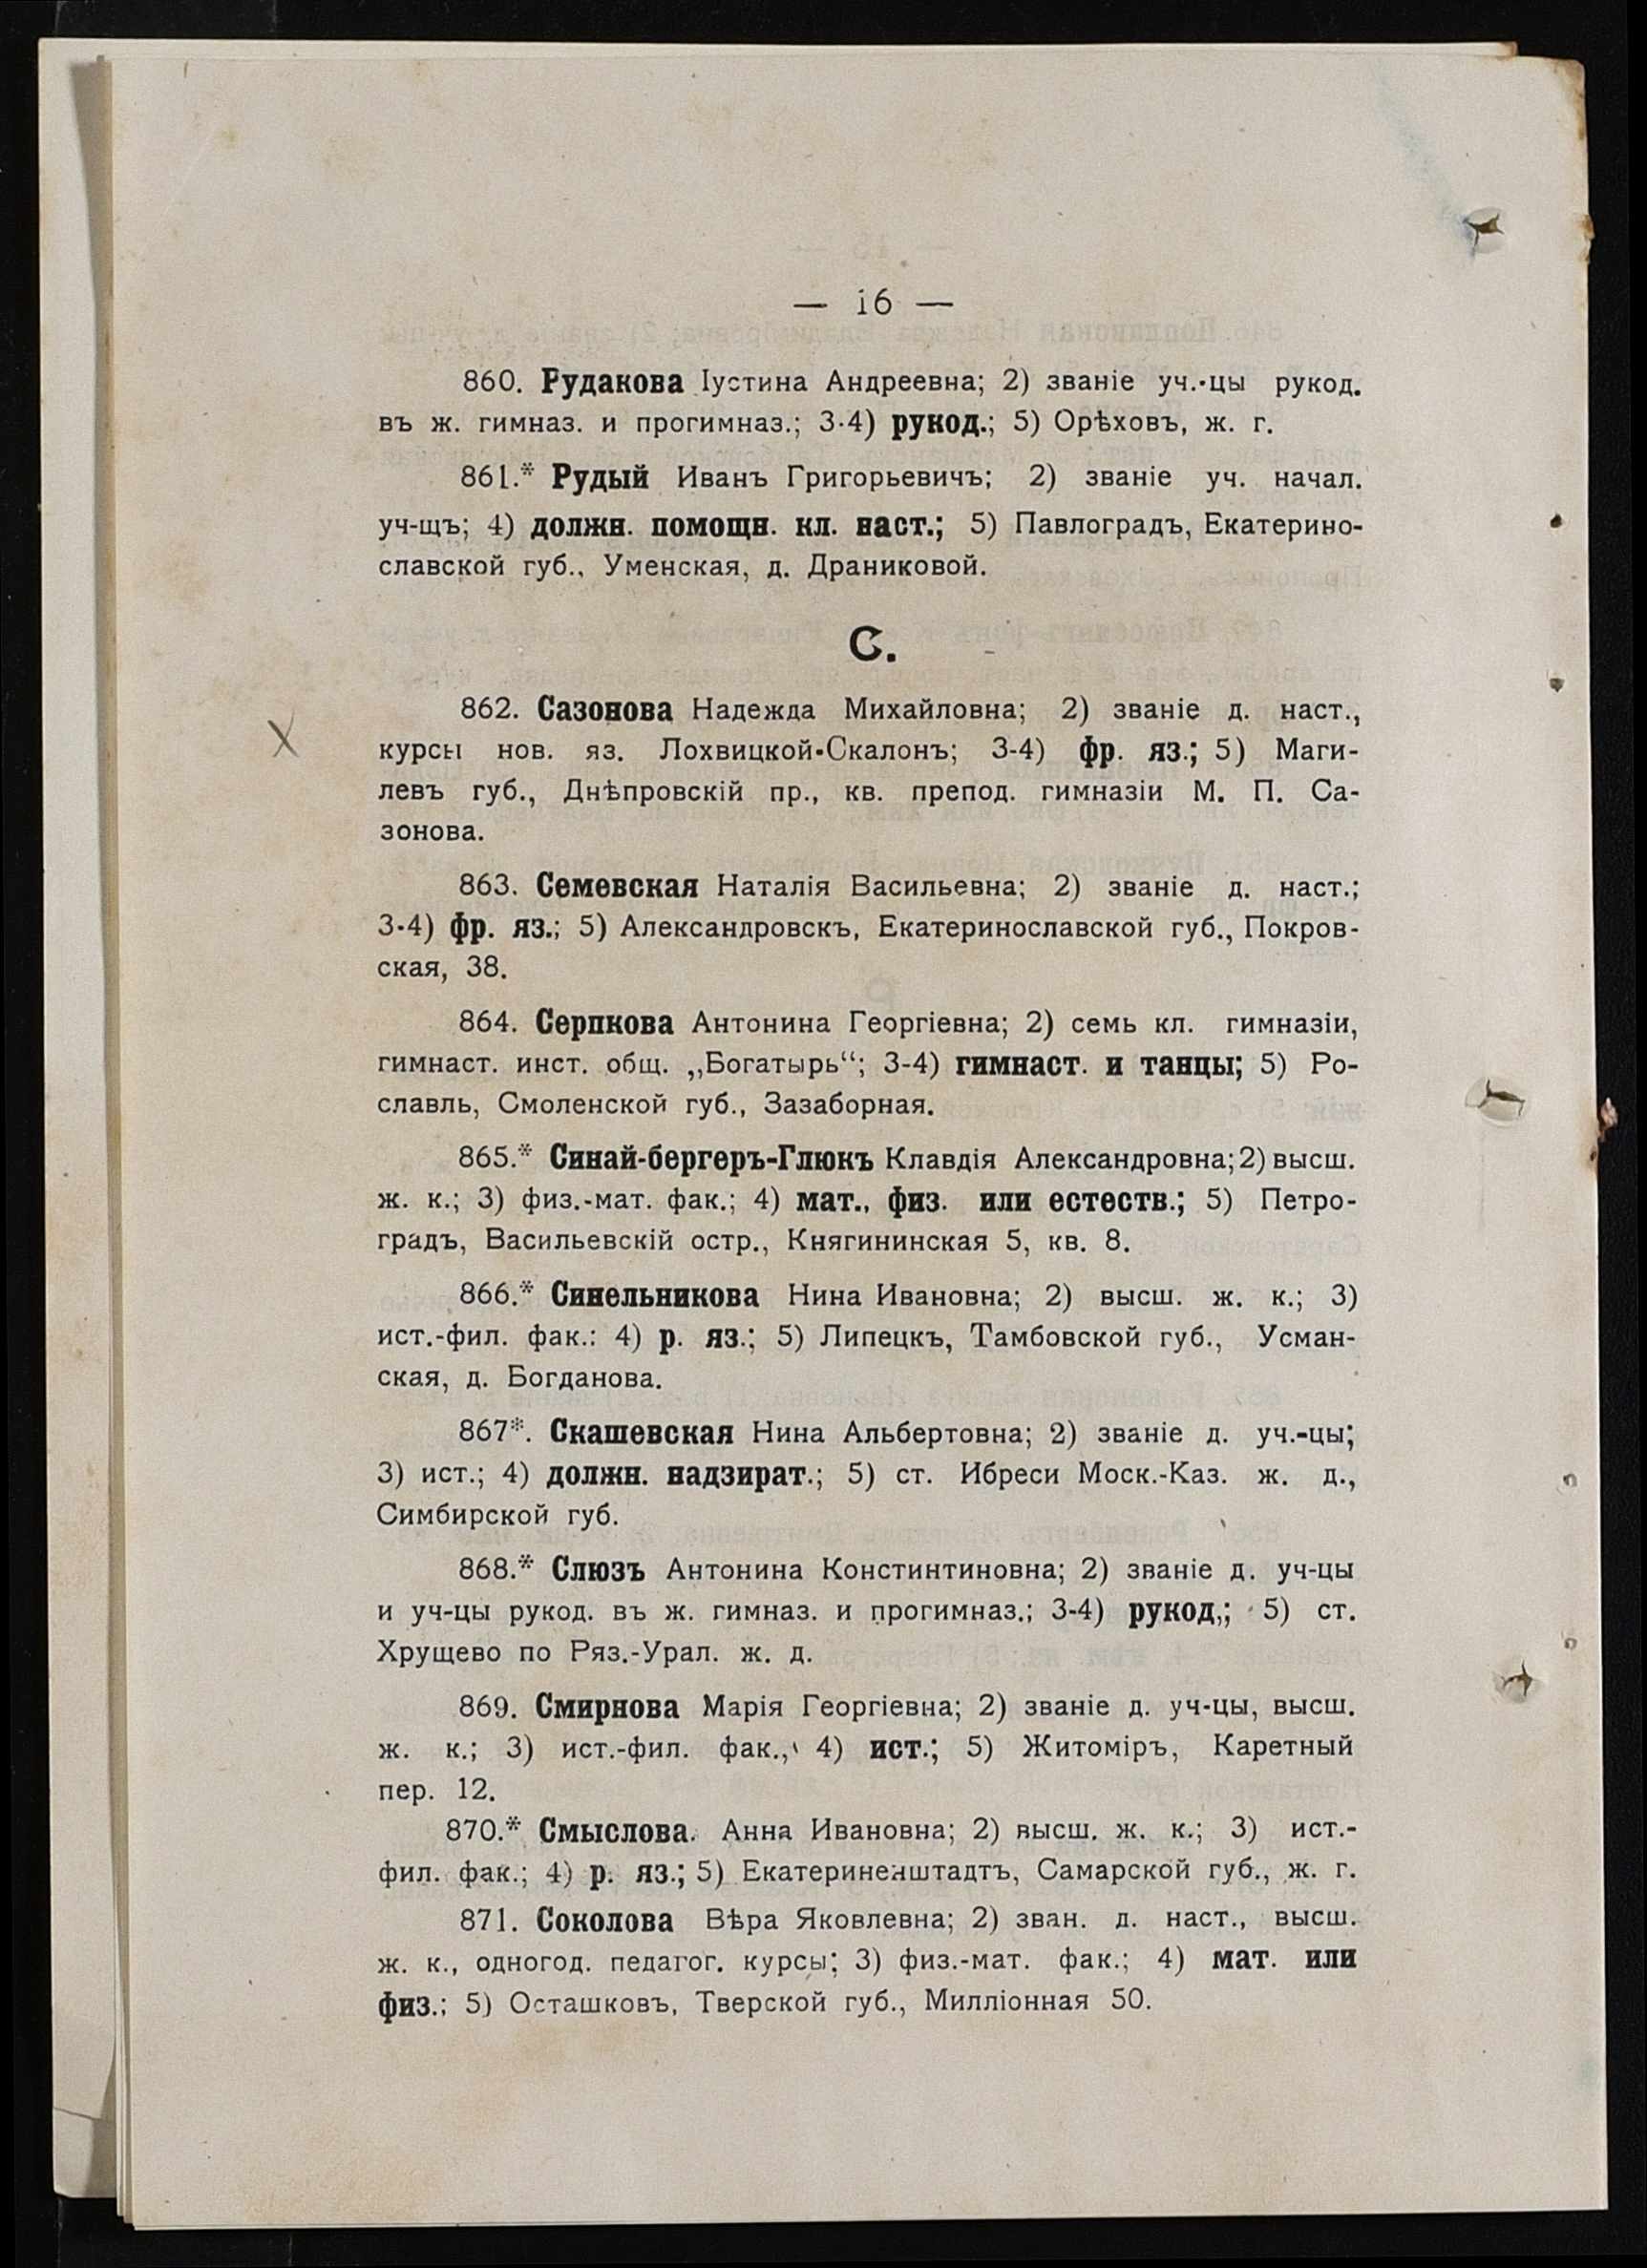 — 16 —
860. Рудакова Іустина Андреевна; 2) званіе уч.-цы рукод.
въ ж. гимназ. и прогимназ.; 3-4) рукод.; 5) Орѣховъ, ж. г.
861.* Рудый Иванъ Григорьевичъ; 2) званіе уч. начал.
уч-щъ; 4) должн. помощн. кл. наст.; 5) Павлоградъ, Екатерино-
славской губ., Уменская, д. Драниковой.
С.
862. Сазонова Надежда Михайловна; 2) званіе д. наст.,
курсы нов. яз. Лохвицкой-Скалонъ; 3-4) фр. яз.; 5) Маги-
левъ губ., Днѣпровскій пр., кв. препод. гимназіи М. П. Са-
зонова.
863. Семевская Наталія Васильевна; 2) званіе д. наст.;
3-4) фр. яз.; 5) Александровскъ, Екатеринославской губ., Покров-
ская, 38.
864. Серпкова Антонина Георгіевна; 2) семь кл. гимназіи,
гимнаст. инст. общ. „Богатырь“; 3-4) гимнаст. и танцы; 5) Ро-
славль, Смоленской губ., Зазаборная.
865.* Синай-бергеръ-Глюкъ Клавдія Александровна; 2) высш.
ж. к.; 3) физ.-мат. фак.; 4) мат., физ. или естеств.; 5) Петро-
градъ, Васильевскій остр., Княгининская 5, кв. 8.
866.* Синельникова Нина Ивановна; 2) высш. ж. к.; 3)
ист.-фил. фак.: 4) р. яз.; 5) Липецкъ, Тамбовской губ., Усман-
ская, д. Богданова.
867*. Скашевская Нина Альбертовна; 2) званіе д. уч.-цы;
3) ист.; 4) должн. надзират.; 5) ст. Ибреси Моск.-Каз. ж. д.,
Симбирской губ.
868.* Слюзъ Антонина Констинтиновна; 2) званіе д. уч-цы
и уч-цы рукод. въ ж. гимназ. и прогимназ.; 3-4) рукод,; 5) ст.
Хрущево по Ряз.-Урал. ж. д.
869. Смирнова Марія Георгіевна; 2) званіе д. уч-цы, высш.
ж. к.; 3) ист.-фил. фак., 4) ист.; 5) Житоміръ, Каретный
пер. 12.
870.* Смыслова. Анна Ивановна; 2) высш. ж. к.; 3) ист.-
фил. фак.; 4) р. яз.; 5) Екатериненштадтъ, Самарской губ., ж. г.
871. Соколова Вѣра Яковлевна; 2) зван. д. наст., высш.
ж. к., одногод. педагог. курсы; 3) физ.-мат. фак.; 4) мат. или
физ.; 5) Осташковъ, Тверской губ., Милліонная 50.